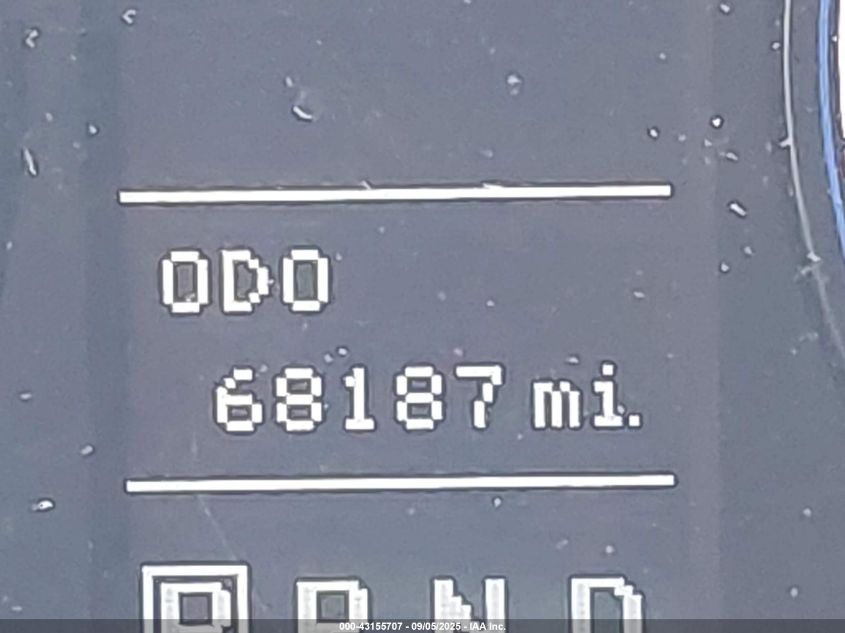 ODO
68187 mi.
P R N D
000-43155707 - 09/05/2025 - IAA Inc.